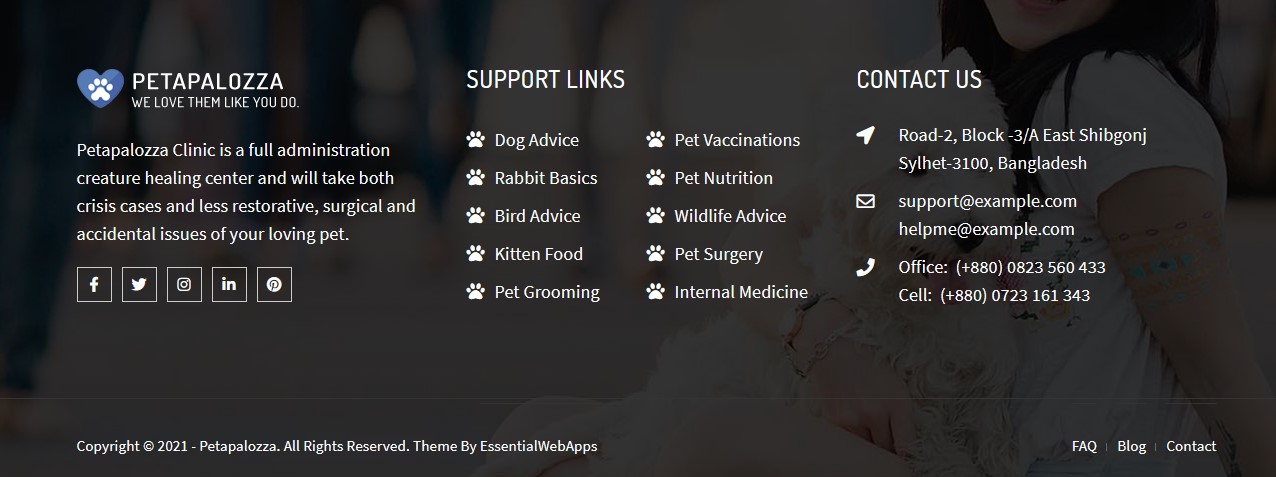 PETAPALOZZA
WE LOVE THEM LIKE YOU DO.
Petapalozza Clinic is a full administration
creature healing center and will take both
crisis cases and less restorative, surgical and
accidental issues of your loving pet.
SUPPORT LINKS
Dog Advice
Rabbit Basics
Bird Advice
Kitten Food
Pet Grooming
Pet Vaccinations
Pet Nutrition
Wildlife Advice
Pet Surgery
Internal Medicine
CONTACT US
Road-2, Block -3/A East Shibgonj
Sylhet-3100, Bangladesh
support@example.com
helpme@example.com
Office: (+880) 0823 560 433
Cell: (+880) 0723 161 343
Copyright © 2021 - Petapalozza. All Rights Reserved. Theme By EssentialWebApps
FAQ | Blog | Contact